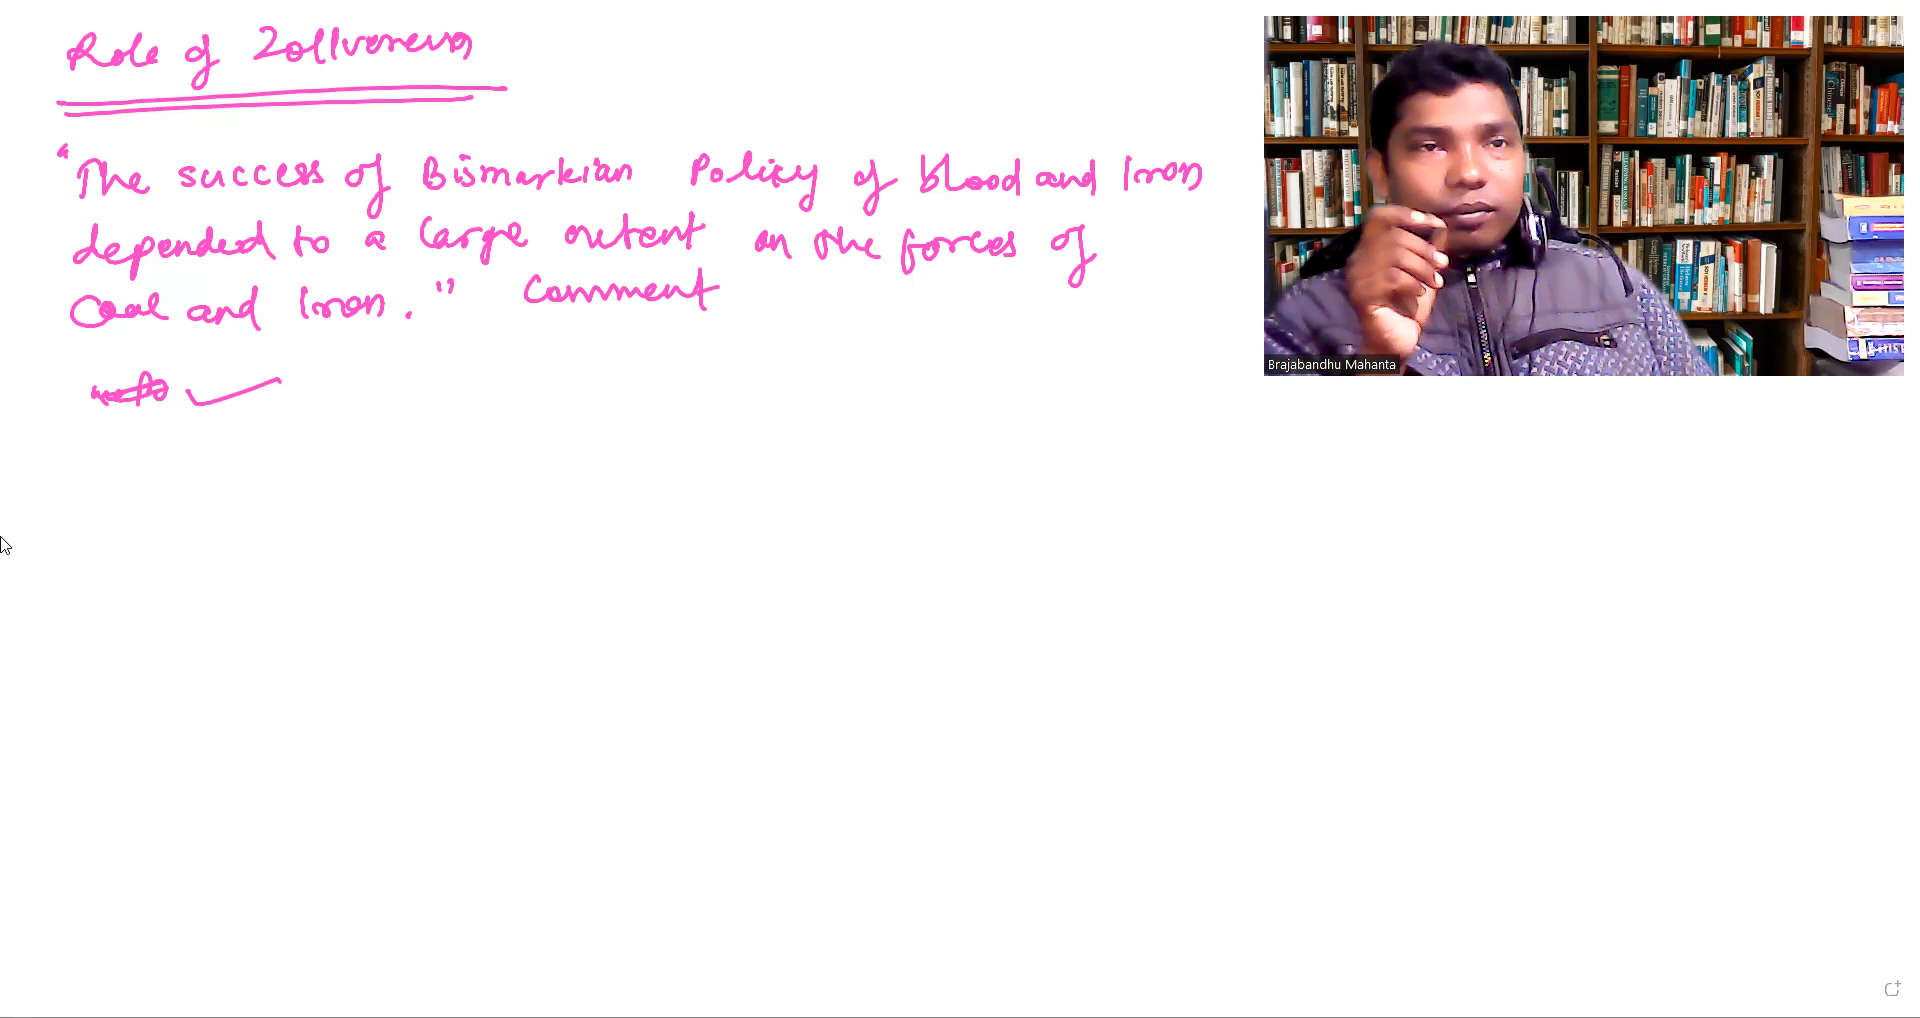 Role of Zollverein
"The success of Bismarkian Policy of blood and Iron
depended to a large extent on the forces of
Coal and Iron." Comment
Brajabandhu Mahanta